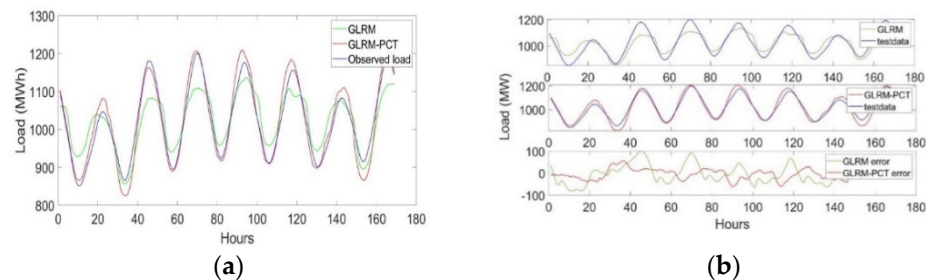 1300
GLRM
GLRM-PCT
Observed load
1200
1100
1000
900
800
Load (MWh)
0 20 40 60 80 100 120 140 160 180
Hours
(a)
1200
1000
GLRM
testdata
0 20 40 60 80 100 120 140 160 180
1200
1000
GLRM-PCT
testdata
0 20 40 60 80 100 120 140 160 180
Load (MW)
100
0
-100
GLRM error
GLRM-PCT error
0 20 40 60 80 100 120 140 160 180
Hours
(b)